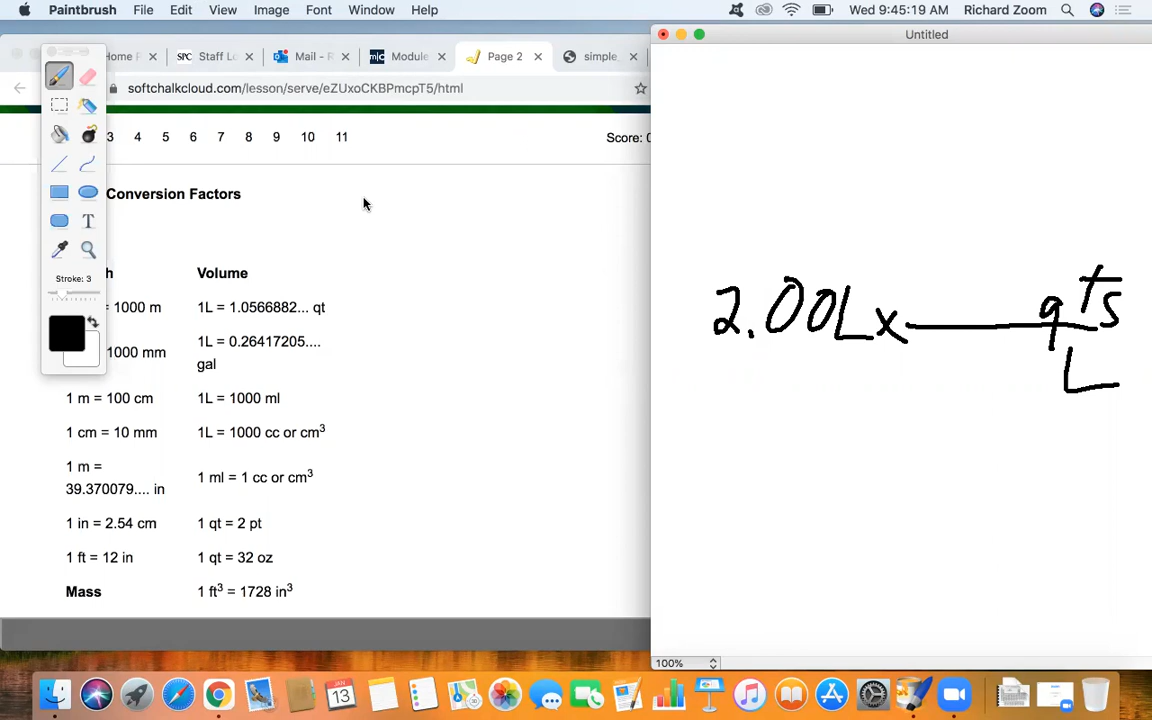 Paintbrush File Edit View Image Font Window Help Wed 9:45:19 AM Richard Zoom
Home P Staff Lo Mail - R Module Page 2 simple_
Untitled
softchalkcloud.com/lesson/serve/eZUxoCKBPmcpT5/html
3 4 5 6 7 8 9 10 11 Score: 0
Conversion Factors
h Volume
= 1000 m 1L = 1.0566882... qt
1000 mm 1L = 0.26417205....
gal
1 m = 100 cm 1L = 1000 ml
1 cm = 10 mm 1L = 1000 cc or cm³
1 m =
39.370079.... in 1 ml = 1 cc or cm³
1 in = 2.54 cm 1 qt = 2 pt
1 ft = 12 in 1 qt = 32 oz
Mass 1 ft³ = 1728 in³
T
Stroke: 3
2.00L x qts
L
100%
JAN
13